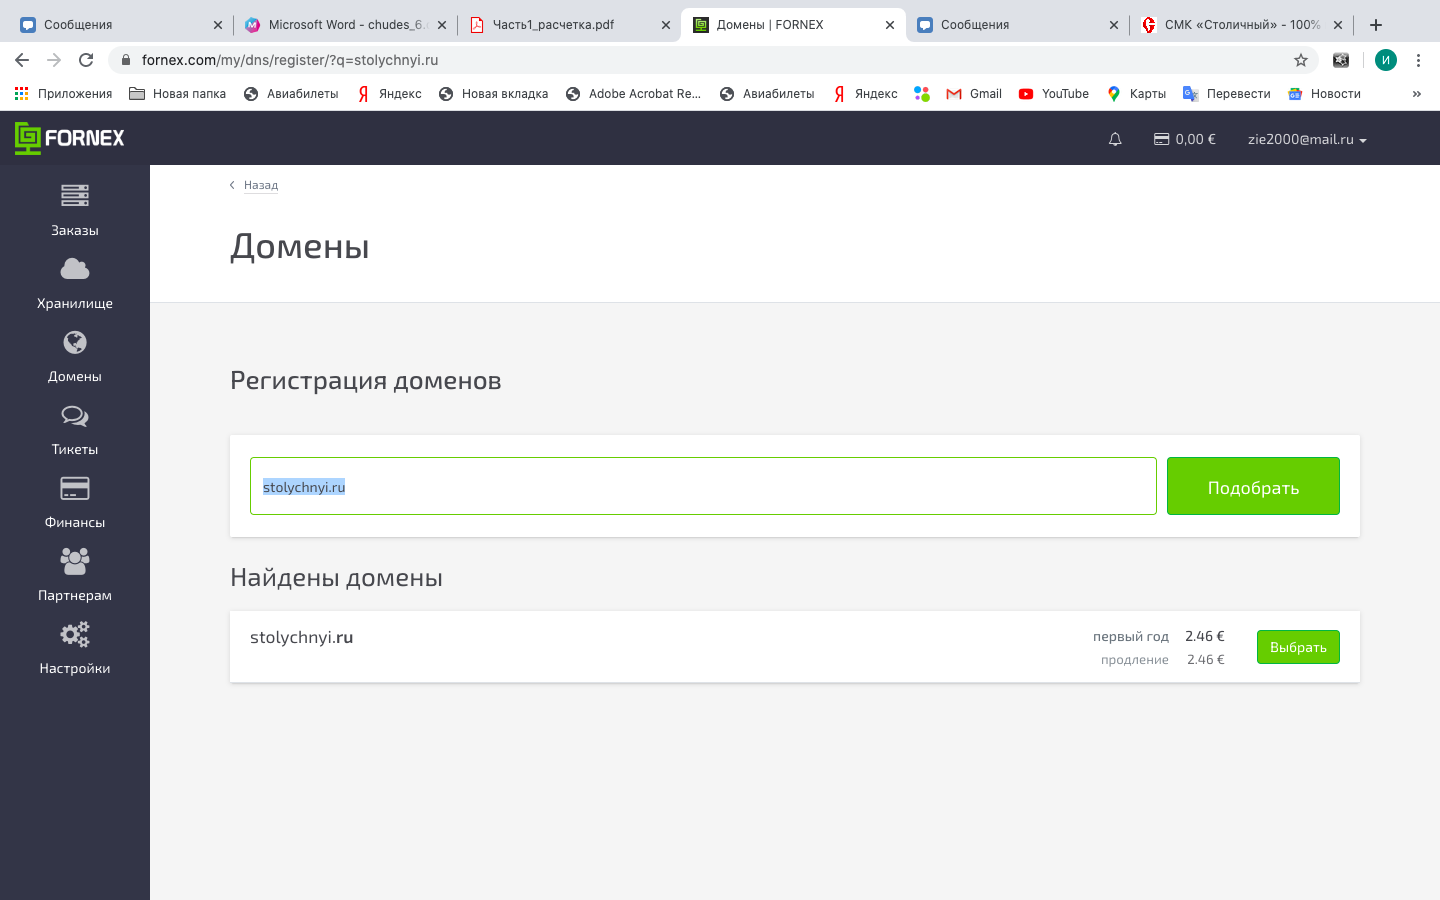 Сообщения
Microsoft Word - chudes_6.
Часть1_расчетка.pdf
Домены | FORNEX
Сообщения
СМК «Столичный» - 100%
fornex.com/my/dns/register/?q=stolychnyi.ru
И
Приложения
Новая папка
Авиабилеты
Яндекс
Новая вкладка
Adobe Acrobat Re...
Авиабилеты
Яндекс
Gmail
YouTube
Карты
Перевести
Новости
»
FORNEX
0,00 €
zie2000@mail.ru
Заказы
Хранилище
Домены
Тикеты
Финансы
Партнерам
Настройки
Назад
Домены
Регистрация доменов
stolychnyi.ru
Подобрать
Найдены домены
stolychnyi.ru
первый год 2.46 €
продление 2.46 €
Выбрать